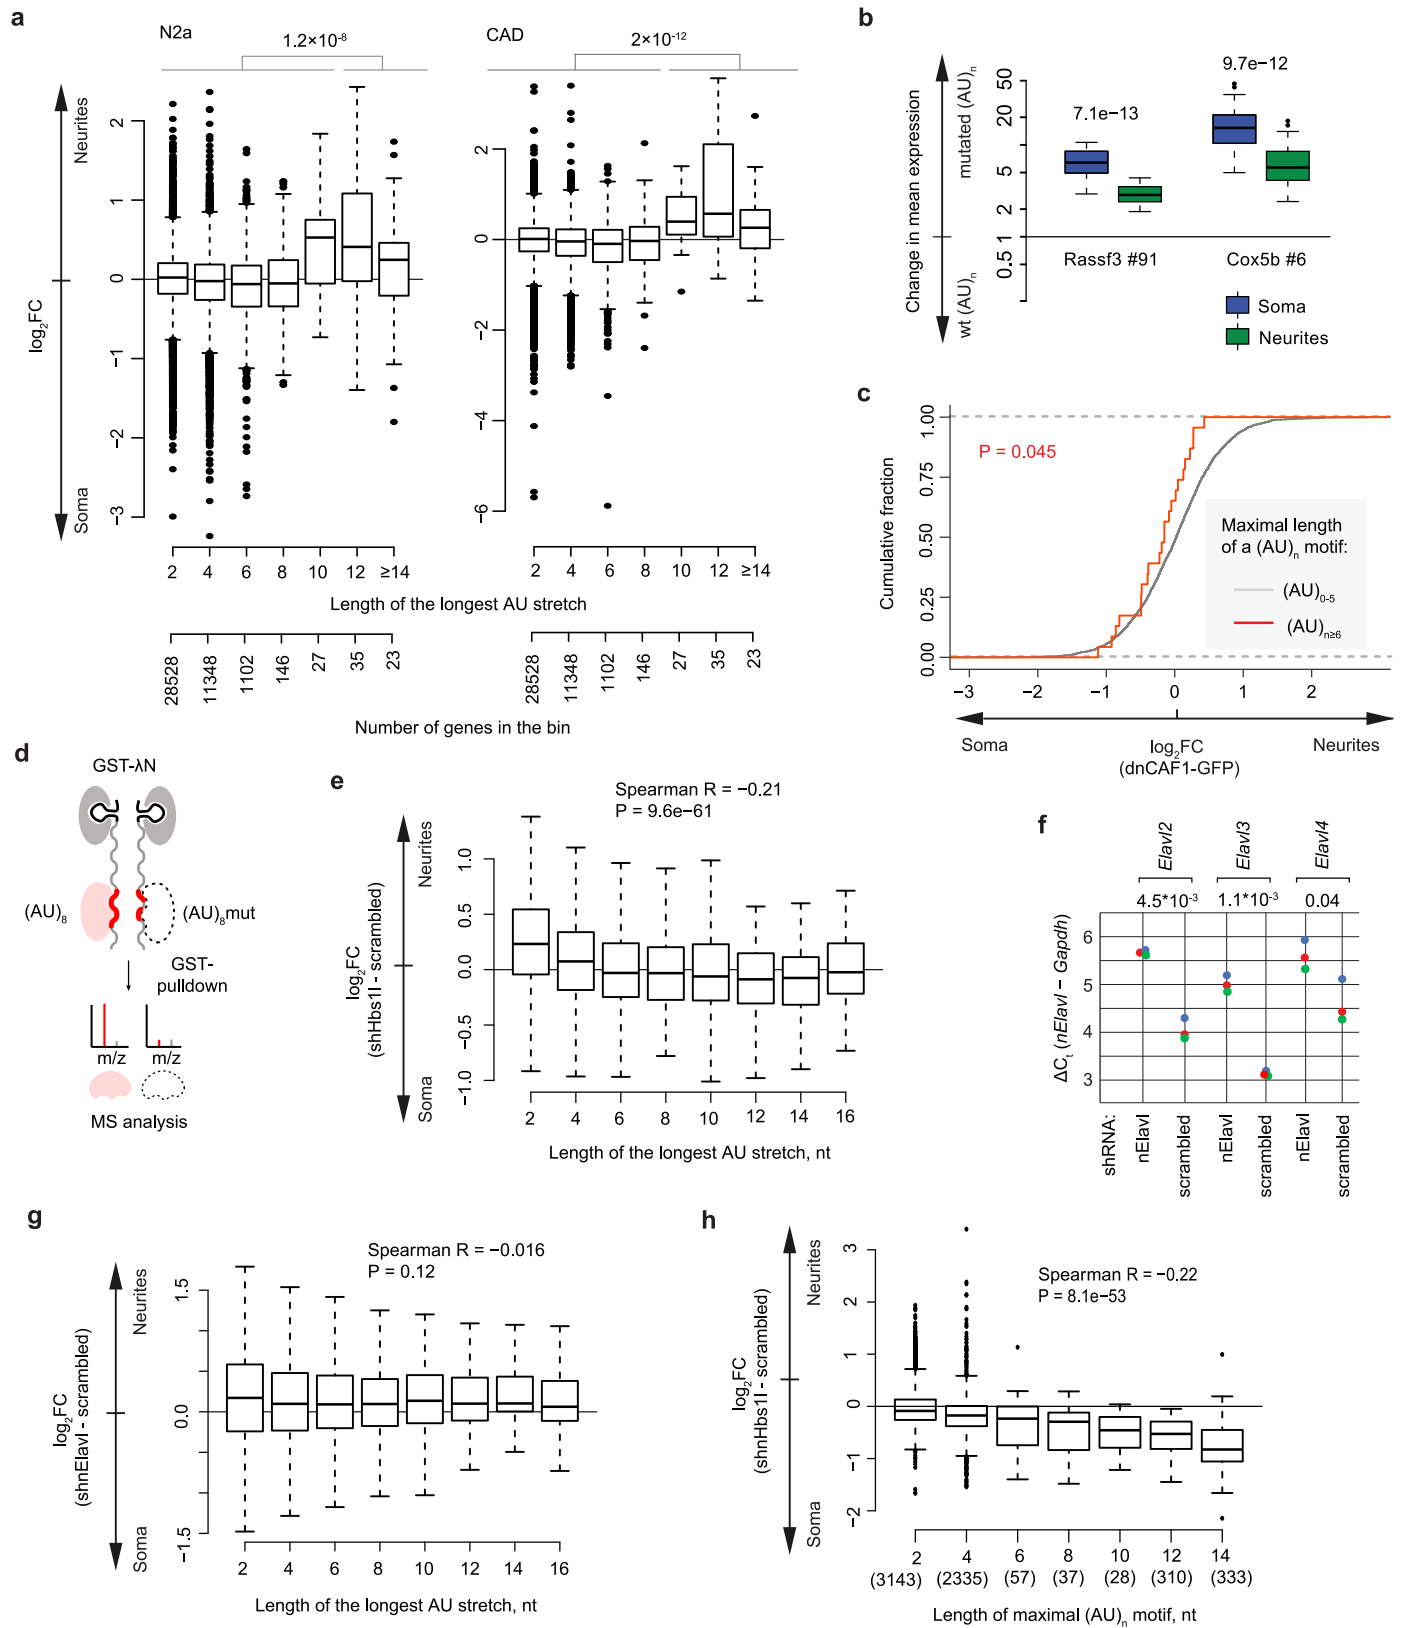 a
N2a
1.2×10⁻⁸
CAD
2×10⁻¹²
Neurites
log₂FC
Soma
2
1
0
−1
−2
−3
2 4 6 8 10 12 ≥14
2
0
−2
−4
−6
2 4 6 8 10 12 ≥14
Length of the longest AU stretch
28528 11348 1102 146 27 35 23
28528 11348 1102 146 27 35 23
Number of genes in the bin
b
Change in mean expression
mutated (AU)ₙ
wt (AU)ₙ
50
20
10
5
2
1
0.5
7.1e−13
9.7e−12
Rassf3 #91
Cox5b #6
Soma
Neurites
c
Cumulative fraction
1.00
0.75
0.50
0.25
0.00
P = 0.045
Maximal length
of a (AU)ₙ motif:
(AU)₀₋₅
(AU)ₙ≥₆
−3 −2 −1 0 1 2
Soma
log₂FC
(dnCAF1-GFP)
Neurites
d
GST-λN
(AU)₈
(AU)₈mut
GST-
pulldown
m/z
m/z
MS analysis
e
Spearman R = −0.21
P = 9.6e−61
Neurites
log₂FC
(shHbs1l - scrambled)
Soma
1.0
0.5
0.0
−0.5
−1.0
2 4 6 8 10 12 14 16
Length of the longest AU stretch, nt
f
Elavl2
Elavl3
Elavl4
4.5*10⁻³
1.1*10⁻³
0.04
ΔCₜ (nElavl − Gapdh)
6
5
4
3
shRNA:
nElavl
scrambled
nElavl
scrambled
nElavl
scrambled
g
Spearman R = −0.016
P = 0.12
Neurites
log₂FC
(shnElavl - scrambled)
Soma
1.5
0.0
−1.5
2 4 6 8 10 12 14 16
Length of the longest AU stretch, nt
h
Spearman R = −0.22
P = 8.1e−53
Neurites
log₂FC
(shnHbs1l - scrambled)
Soma
3
2
1
0
−1
−2
2 4 6 8 10 12 14
(3143) (2335) (57) (37) (28) (310) (333)
Length of maximal (AU)ₙ motif, nt